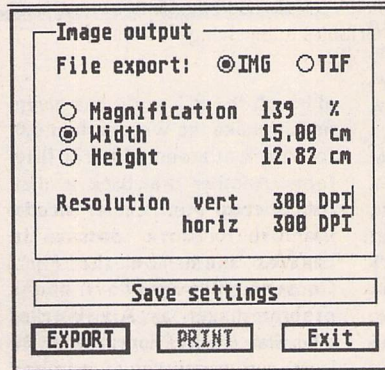 Image output
File export: IMG TIF
Magnification 139 %
Width 15.00 cm
Height 12.82 cm
Resolution vert 300 DPI
horiz 300 DPI
Save settings
EXPORT PRINT Exit